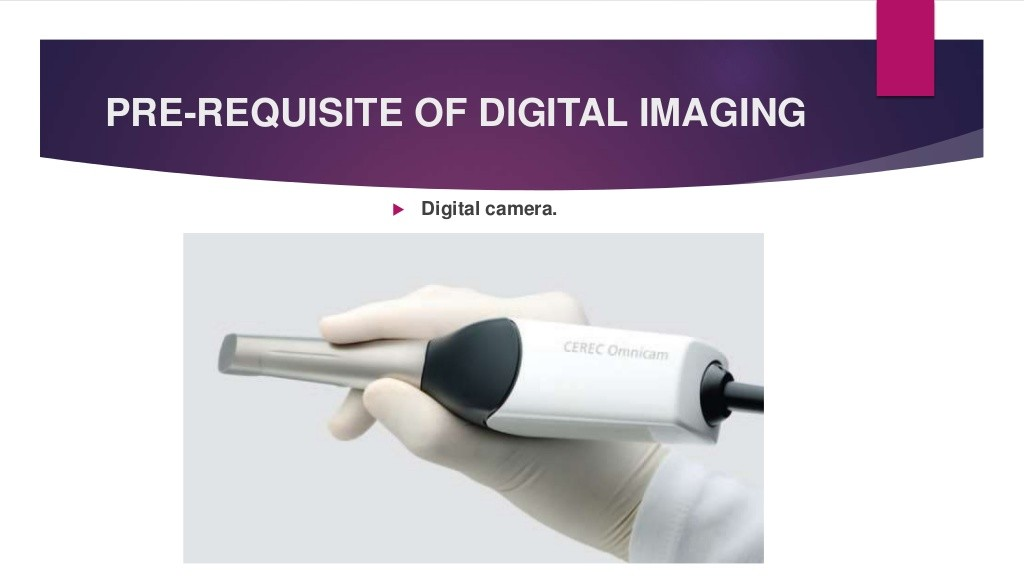 PRE-REQUISITE OF DIGITAL IMAGING
Digital camera.
CEREC Omnicam